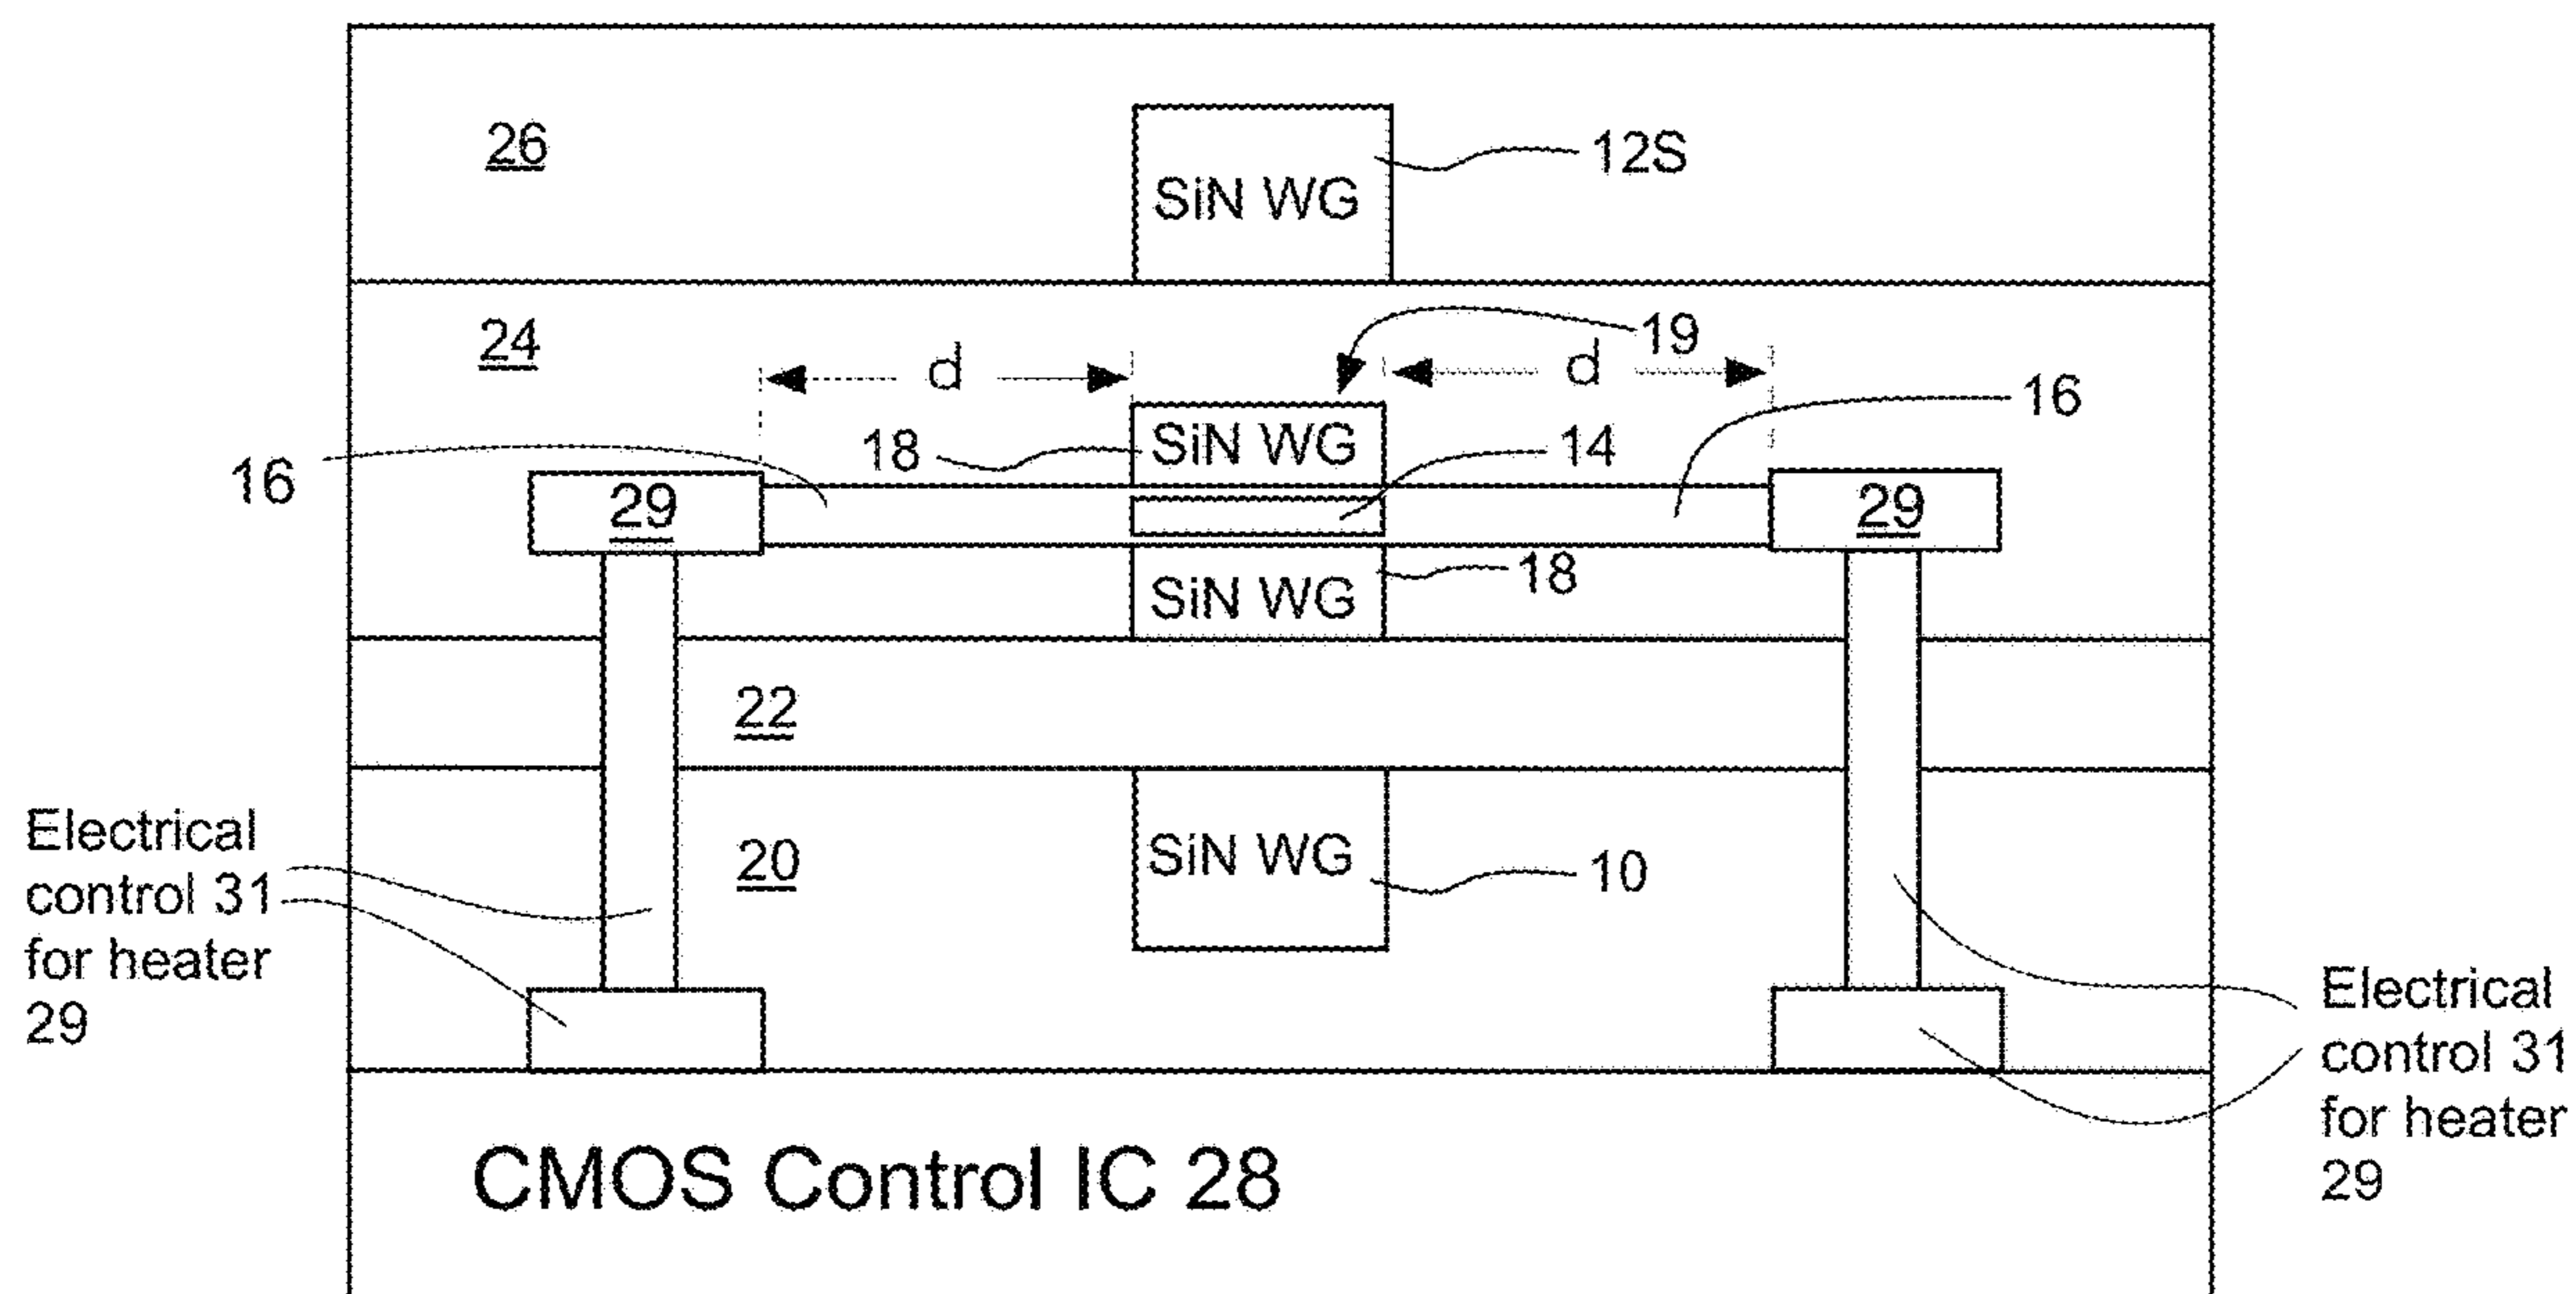 26
12S
SiN WG
24
19
d
d
16
18
SiN WG
14
16
29
29
SiN WG
18
22
Electrical
control 31
for heater
29
20
SiN WG
10
Electrical
control 31
for heater
29
CMOS Control IC 28